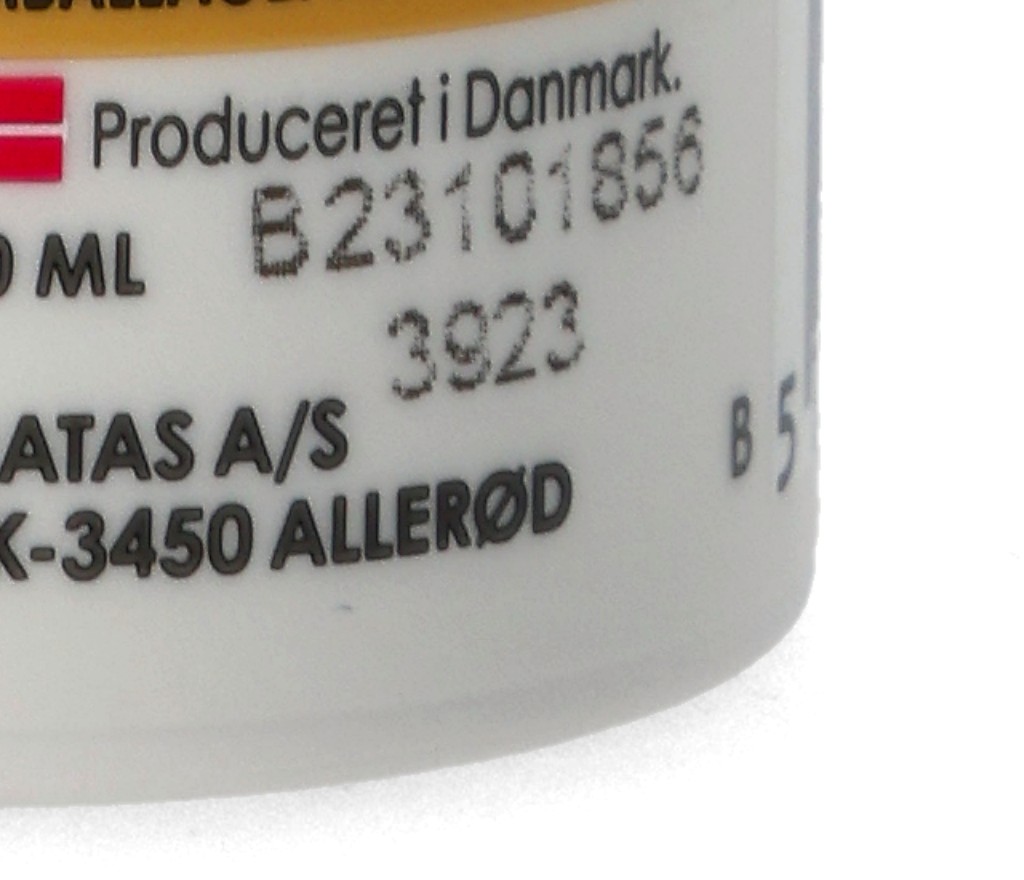 Produceret i Danmark.
B23101856
ML
3923
ATAS A/S
K-3450 ALLERØD
B 5